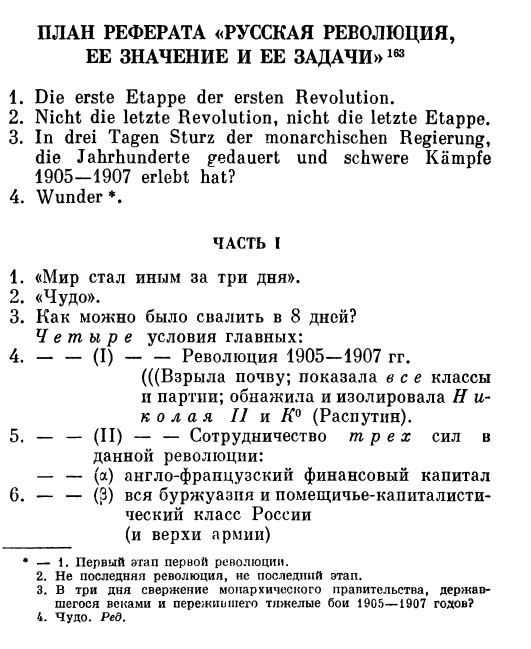 ПЛАН РЕФЕРАТА «РУССКАЯ РЕВОЛЮЦИЯ,
ЕЕ ЗНАЧЕНИЕ И ЕЕ ЗАДАЧИ» 163
1. Die erste Etappe der ersten Revolution.
2. Nicht die letzte Revolution, nicht die letzte Etappe.
3. In drei Tagen Sturz der monarchischen Regierung,
die Jahrhunderte gedauert und schwere Kämpfe
1905—1907 erlebt hat?
4. Wunder *.
ЧАСТЬ I
1. «Мир стал иным за три дня».
2. «Чудо».
3. Как можно было свалить в 8 дней?
Четыре условия главных:
4. — — (I) — — Революция 1905—1907 гг.
(((Взрыла почву; показала все классы
и партии; обнажила и изолировала Ни-
колая II и К⁰ (Распутин).
5. — — (II) — — Сотрудничество трех сил в
данной революции:
— — (α) англо-французский финансовый капитал
6. — — (β) вся буржуазия и помещичье-капиталисти-
ческий класс России
(и верхи армии)
* — 1. Первый этап первой революции.
2. Не последняя революция, не последний этап.
3. В три дня свержение монархического правительства, державшегося
шегося веками и пережившего тяжелые бои 1905—1907 годов?
4. Чудо. Ред.